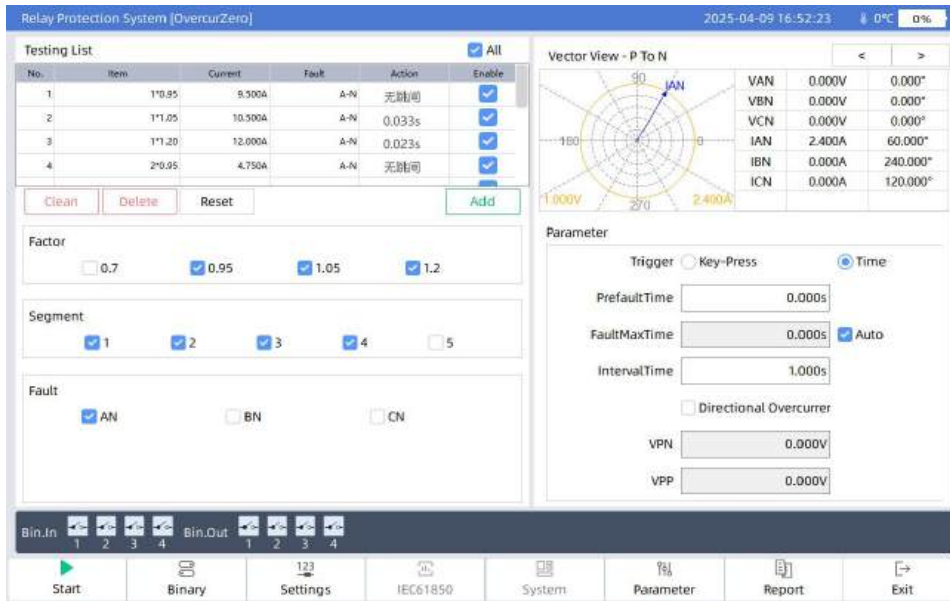 Relay Protection System [OvercurZero] 2025-04-09 16:52:23 0℃ 0%
Testing List All
No. Item Current Fault Action Enable
1 1*0.95 9.500A A-N 无跳闸
2 1*1.05 10.500A A-N 0.033s
3 1*1.20 12.000A A-N 0.023s
4 2*0.95 4.750A A-N 无跳闸
Clean Delete Reset Add
Factor
0.7 0.95 1.05 1.2
Segment
1 2 3 4 5
Fault
AN BN CN
Vector View - P To N < >
90 IAN
180 0
270
1.000V 2.400A
VAN 0.000V 0.000°
VBN 0.000V 0.000°
VCN 0.000V 0.000°
IAN 2.400A 60.000°
IBN 0.000A 240.000°
ICN 0.000A 120.000°
Parameter
Trigger Key-Press Time
PrefaultTime 0.000s
FaultMaxTime 0.000s Auto
IntervalTime 1.000s
Directional Overcurrer
VPN 0.000V
VPP 0.000V
Bin.In 1 2 3 4 Bin.Out 1 2 3 4
Start Binary 123 Settings IEC61850 System Parameter Report Exit